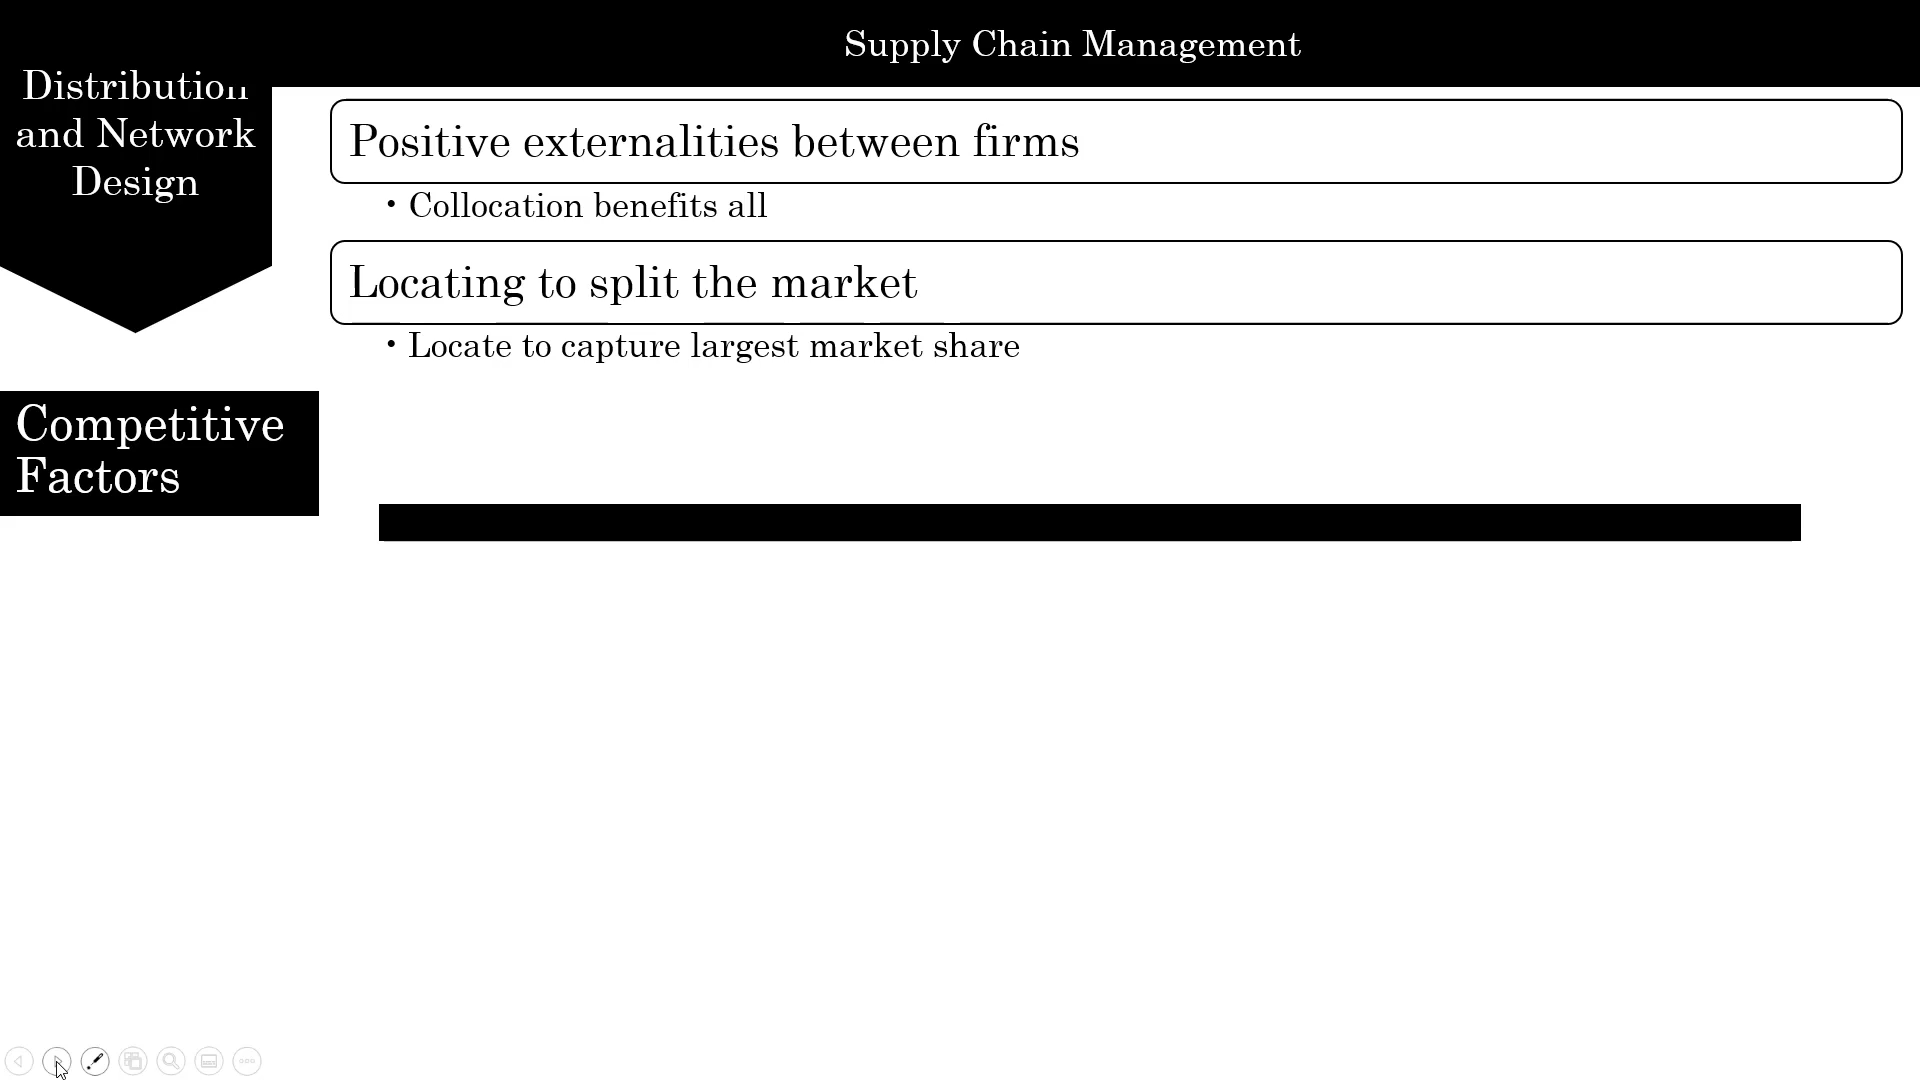 Supply Chain Management
Distribution
and Network
Design
Positive externalities between firms
• Collocation benefits all
Locating to split the market
• Locate to capture largest market share
Competitive
Factors